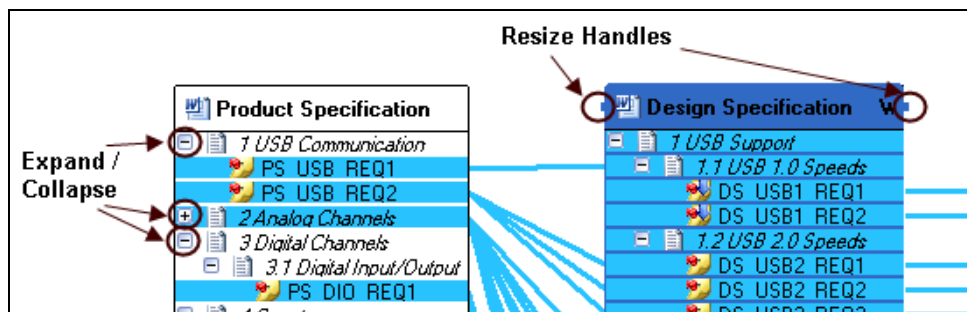 Resize Handles
Expand /
Collapse
Product Specification
1 USB Communication
PS_USB_REQ1
PS_USB_REQ2
2 Analog Channels
3 Digital Channels
3.1 Digital Input/Output
PS_DIO_REQ1
Design Specification W
1 USB Support
1.1 USB 1.0 Speeds
DS_USB1_REQ1
DS_USB1_REQ2
1.2 USB 2.0 Speeds
DS_USB2_REQ1
DS_USB2_REQ2